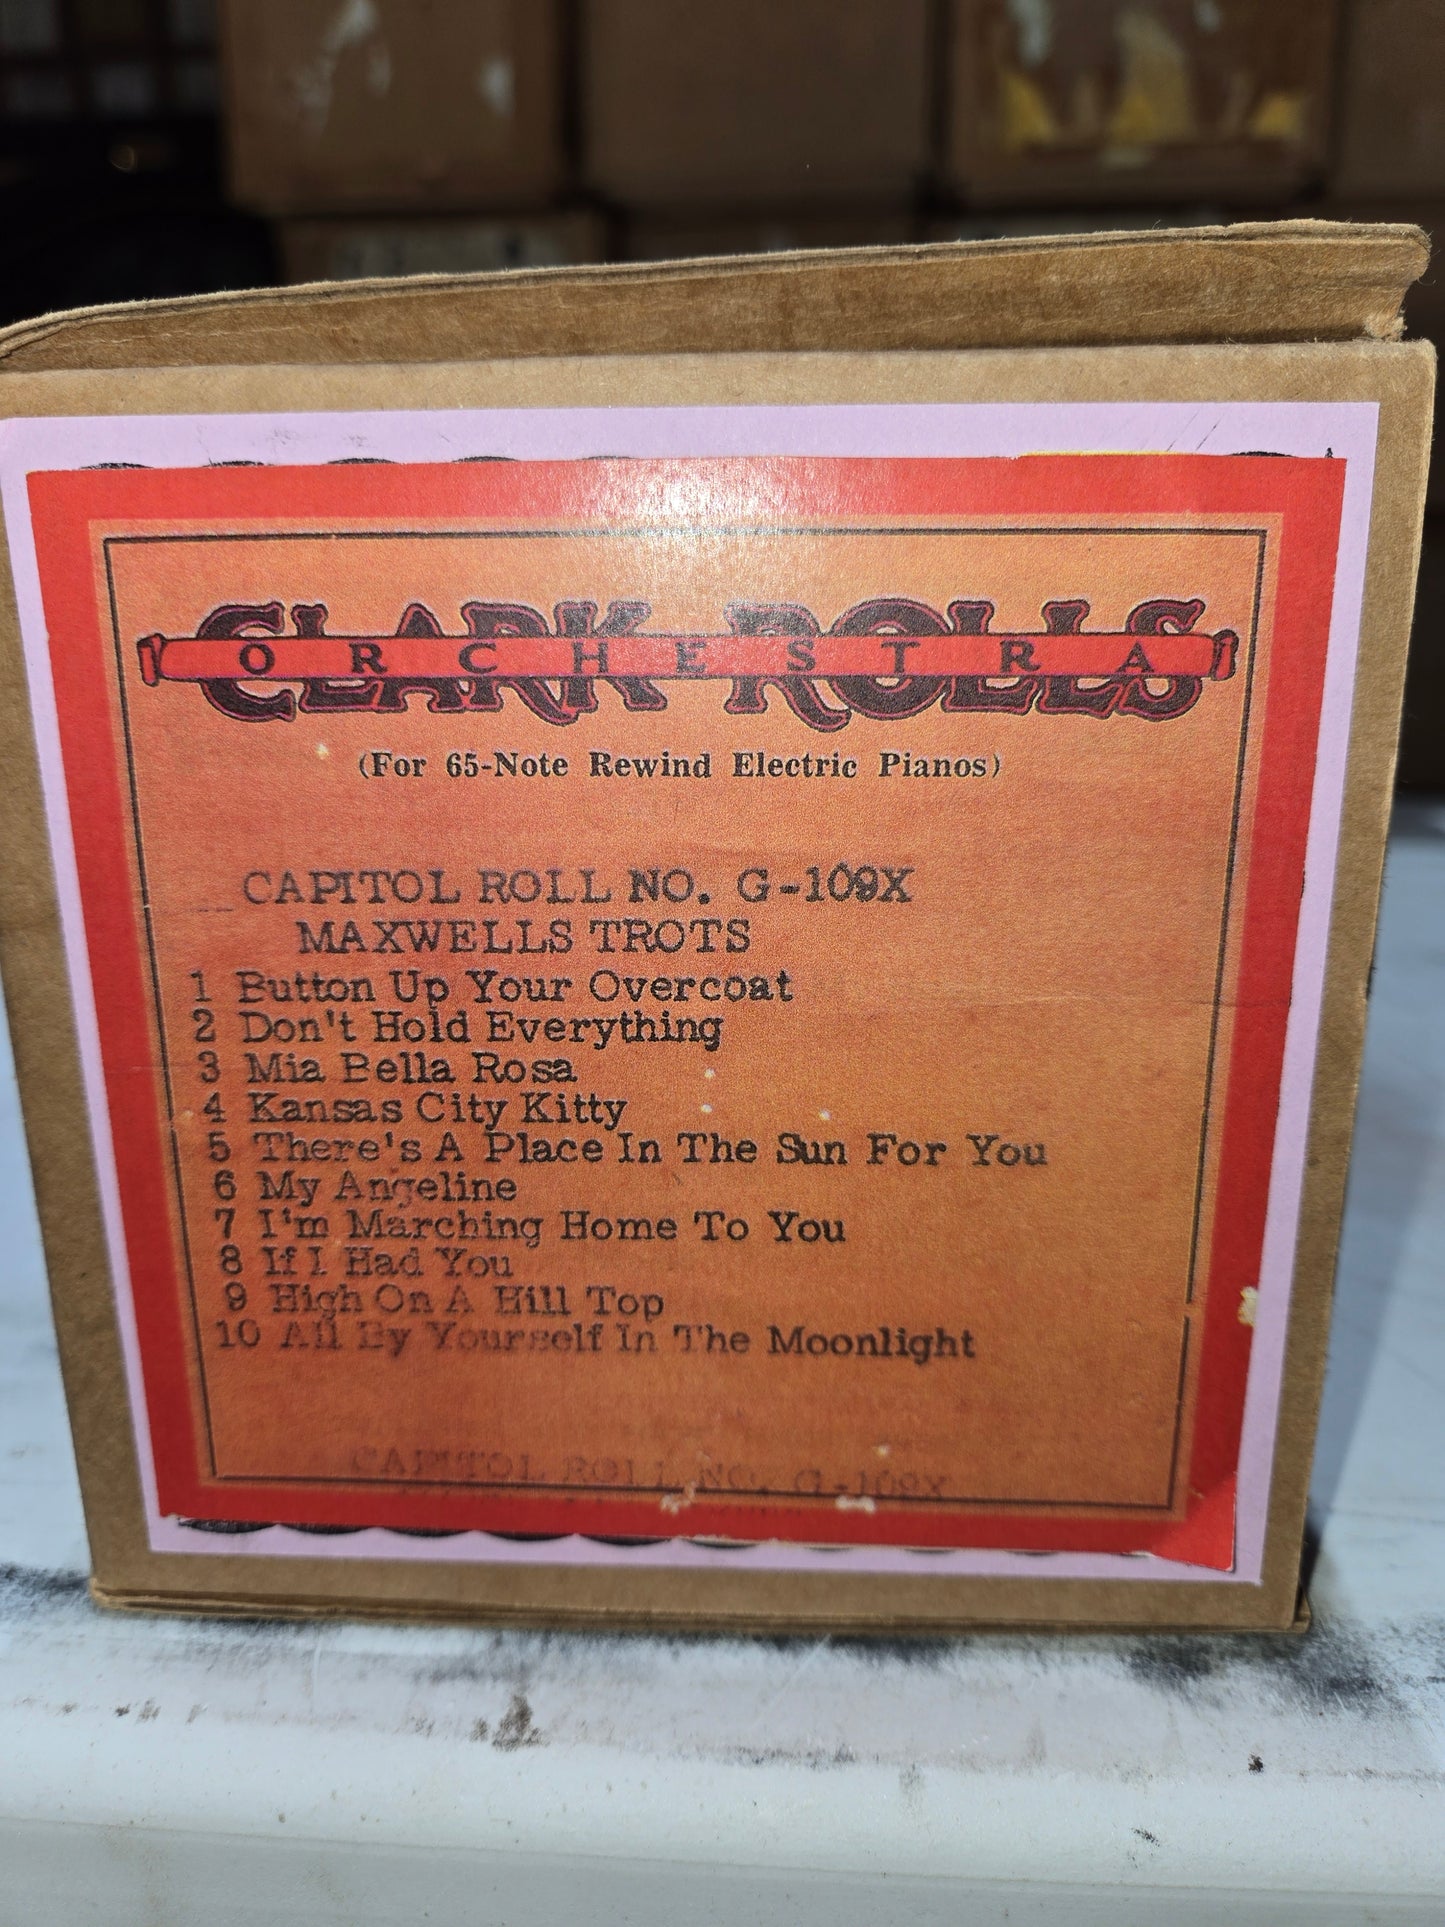 CLARK ROLLS
ORCHESTRA
(For 65-Note Rewind Electric Pianos)
CAPITOL ROLL NO. G-109X
MAXWELLS TROTS
1 Button Up Your Overcoat
2 Don't Hold Everything
3 Mia Bella Rosa
4 Kansas City Kitty
5 There's A Place In The Sun For You
6 My Angeline
7 I'm Marching Home To You
8 If I Had You
9 High On A Hill Top
10 All By Yourself In The Moonlight
CAPITOL ROLL NO. G-109X